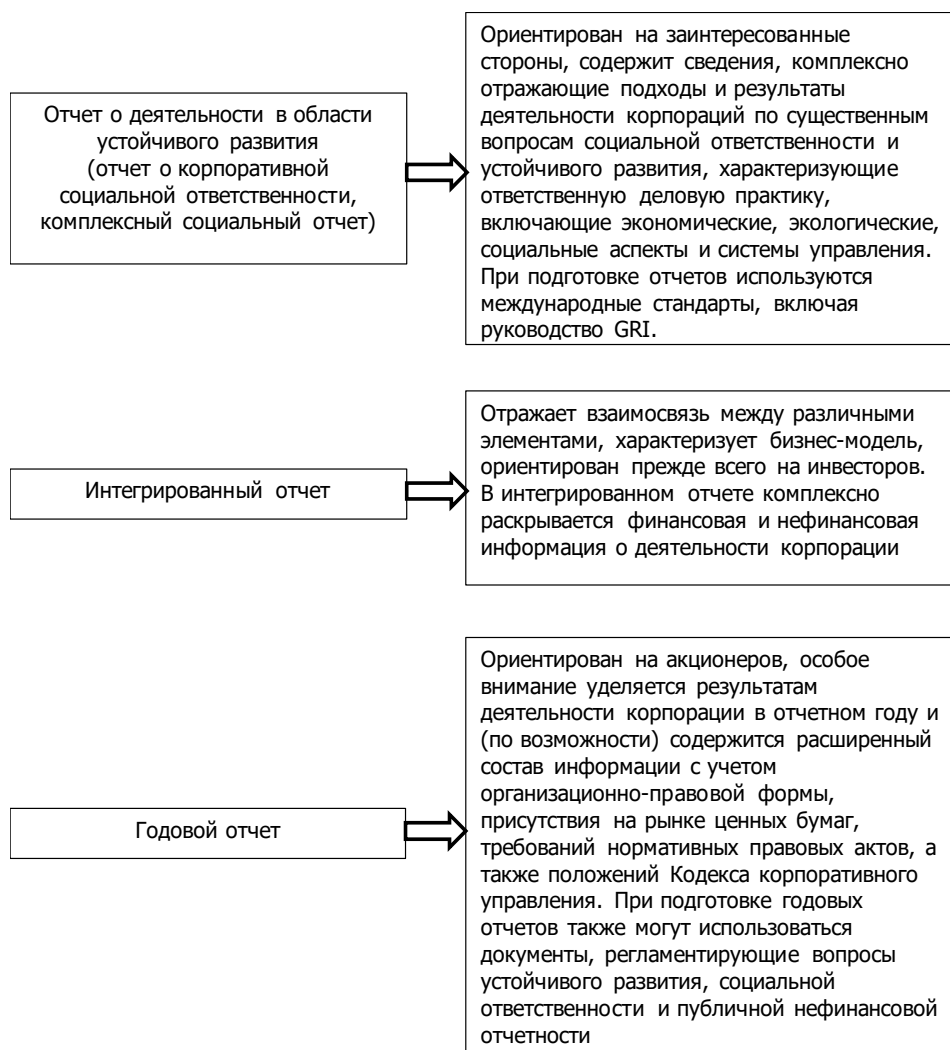 Отчет о деятельности в области
устойчивого развития
(отчет о корпоративной
социальной ответственности,
комплексный социальный отчет)
Ориентирован на заинтересованные
стороны, содержит сведения, комплексно
отражающие подходы и результаты
деятельности корпораций по существенным
вопросам социальной ответственности и
устойчивого развития, характеризующие
ответственную деловую практику,
включающие экономические, экологические,
социальные аспекты и системы управления.
При подготовке отчетов используются
международные стандарты, включая
руководство GRI.
Интегрированный отчет
Отражает взаимосвязь между различными
элементами, характеризует бизнес-модель,
ориентирован прежде всего на инвесторов.
В интегрированном отчете комплексно
раскрывается финансовая и нефинансовая
информация о деятельности корпорации
Годовой отчет
Ориентирован на акционеров, особое
внимание уделяется результатам
деятельности корпорации в отчетном году и
(по возможности) содержится расширенный
состав информации с учетом
организационно-правовой формы,
присутствия на рынке ценных бумаг,
требований нормативных правовых актов, а
также положений Кодекса корпоративного
управления. При подготовке годовых
отчетов также могут использоваться
документы, регламентирующие вопросы
устойчивого развития, социальной
ответственности и публичной нефинансовой
отчетности